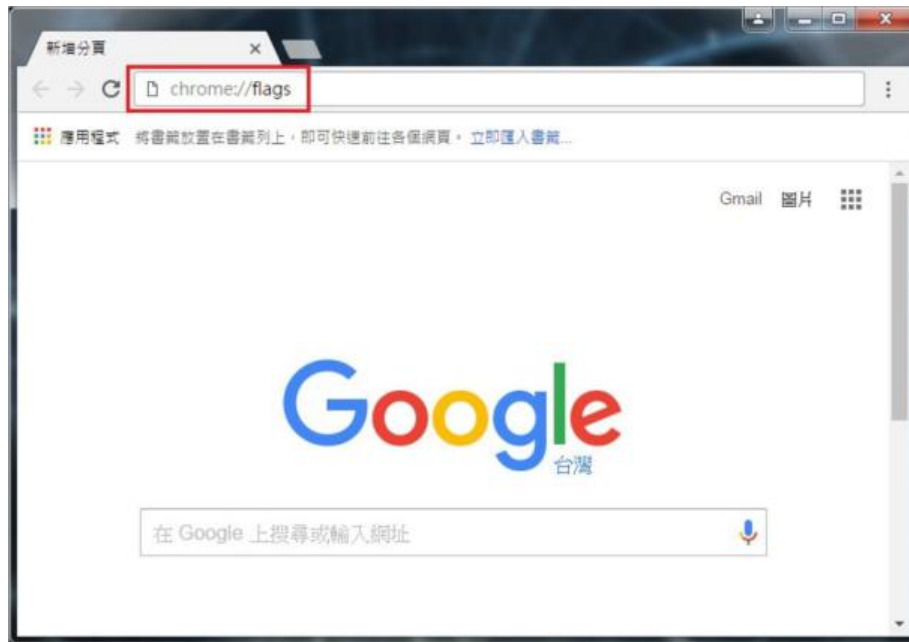 新增分頁
chrome://flags
應用程式 將書籤放置在書籤列上，即可快速前往各個網頁。 立即匯入書籤...
Gmail 圖片
Google
台灣
在 Google 上搜尋或輸入網址